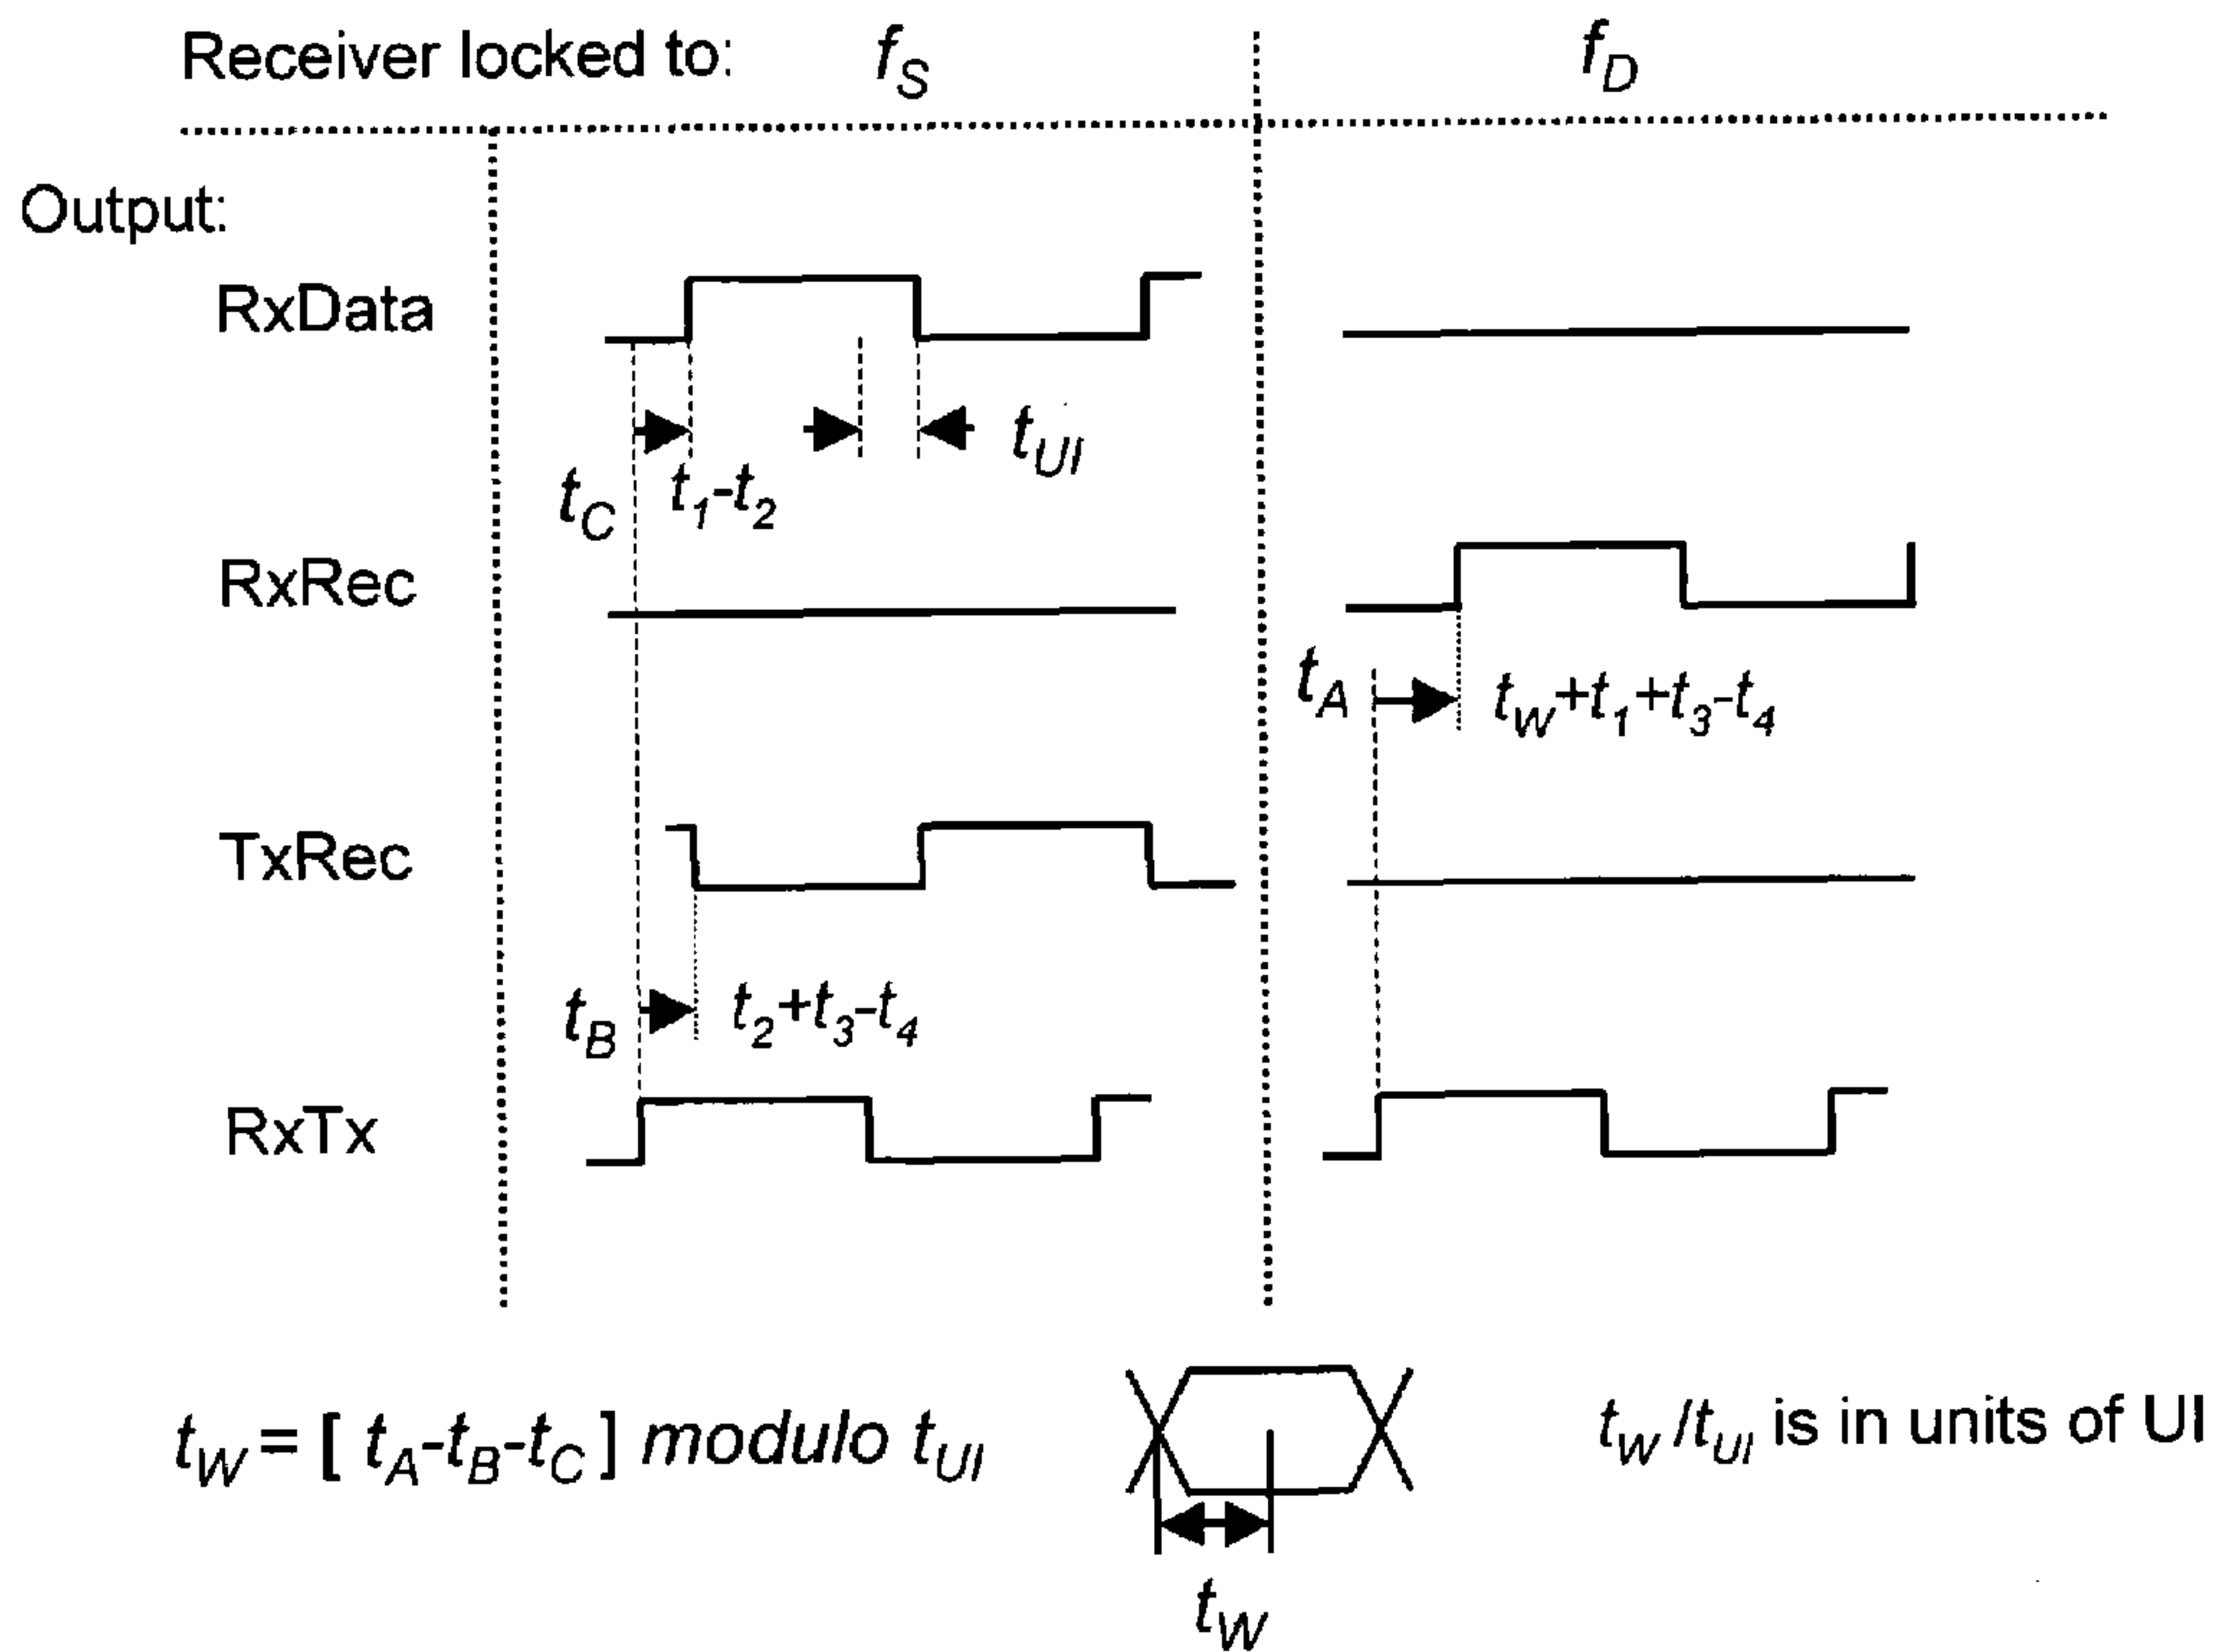 Receiver locked to: f_S f_D
Output:
RxData
t_C t_1-t_2 t_UI
RxRec
t_A t_W+t_1+t_3-t_4
TxRec
t_B t_2+t_3-t_4
RxTx
t_W = [ t_A-t_B-t_C ] modulo t_UI t_W /t_UI is in units of UI
t_W